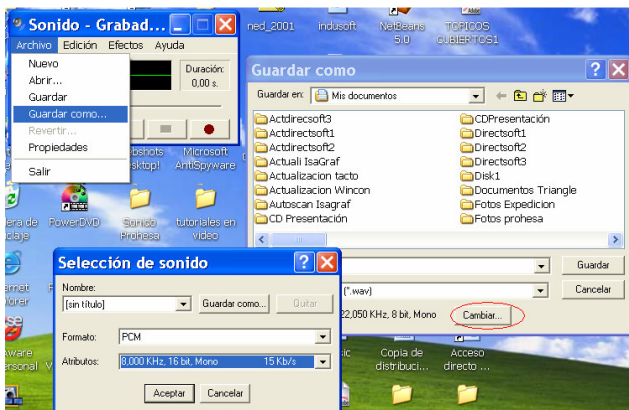 Sonido - Grabad...
Archivo Edición Efectos Ayuda
Nuevo
Abrir...
Guardar
Guardar como...
Revertir...
Propiedades
Salir
Duración:
0,00 s.
ned_2001
indusoft
NetBeans
5.0
TOPICOS
CUBIERTOS1
Guardar como
Guardar en: Mis documentos
Actdirecsoft3
Actdirectsoft1
Actdirectsoft2
Actuali IsaGraf
Actualizacion tacto
Actualizacion Wincon
Autoscan Isagraf
CD Presentación
CDPresentación
Directsoft1
Directsoft2
Directsoft3
Disk1
Documentos Triangle
Fotos Expedicion
Fotos prohesa
Guardar
(*.wav)
Cancelar
22,050 KHz, 8 bit, Mono
Cambiar...
Microsoft
AntiSpyware
PowerDVD
Sonido
Prohesa
tutoriales en
video
Selección de sonido
Nombre:
[sin título]
Guardar como...
Quitar
Formato:
PCM
Atributos:
8,000 KHz, 16 bit, Mono 15 Kb/s
Aceptar
Cancelar
Copia de
distribuci...
Acceso
directo ...